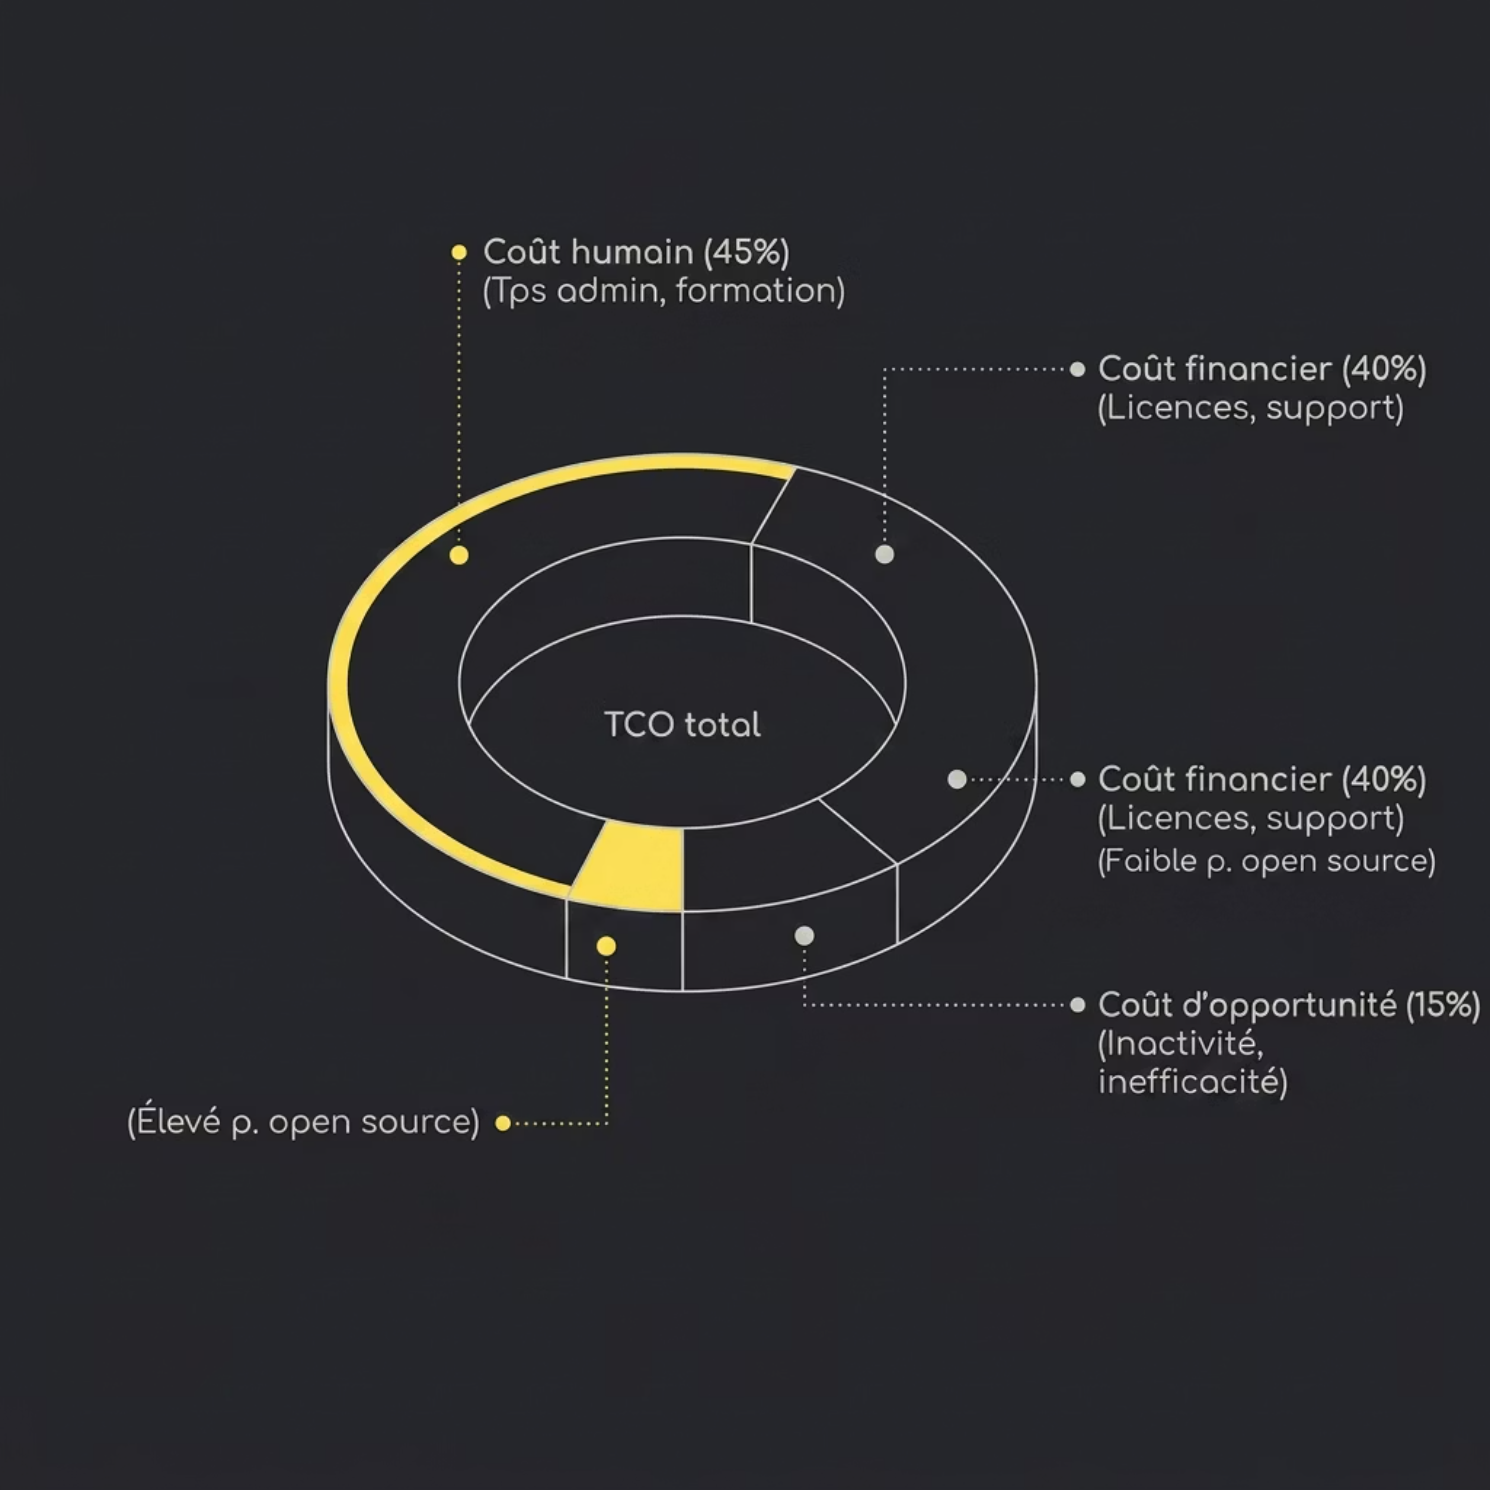 Coût humain (45%)
(Tps admin, formation)
Coût financier (40%)
(Licences, support)
TCO total
Coût financier (40%)
(Licences, support)
(Faible p. open source)
Coût d'opportunité (15%)
(Inactivité,
inefficacité)
(Élevé p. open source)